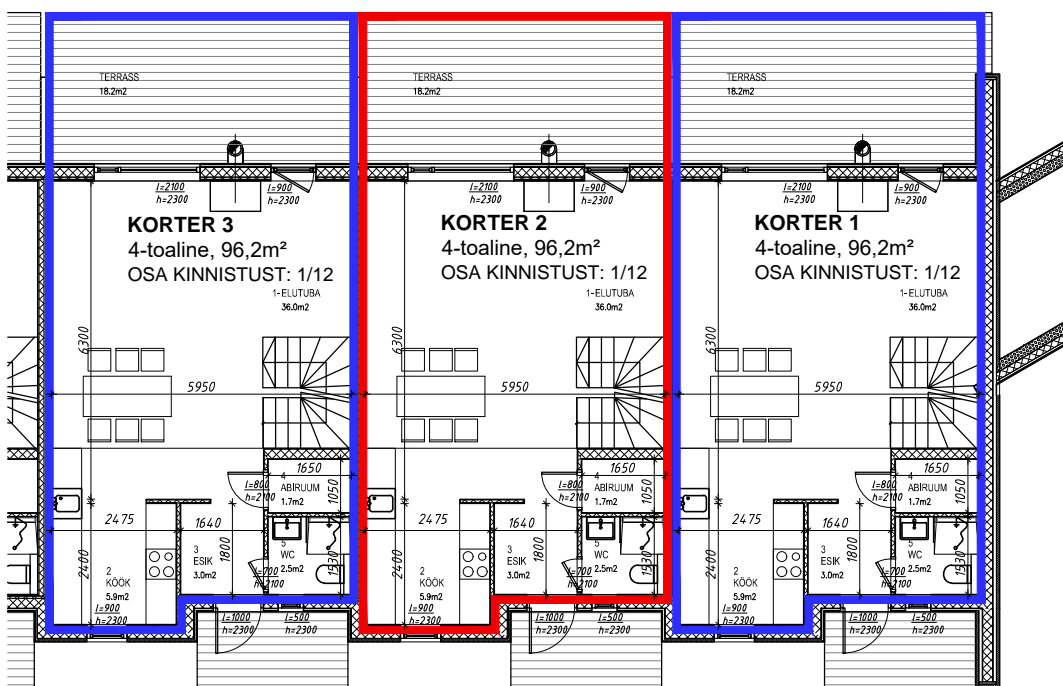 TERRASS
18.2m2
l=2100
h=2300
l=900
h=2300
KORTER 3
4-toaline, 96,2m²
OSA KINNISTUST: 1/12
1-ELUTUBA
36.0m2
6300
5950
1650
4
ABIRUUM
1.7m2
1050
l=800
h=2100
2475
1640
2400
1800
3
ESIK
3.0m2
5
WC
2.5m2
1530
l=700
h=2100
2
KÖÖK
5.9m2
l=900
h=2300
l=1000
h=2300
l=500
h=2300
TERRASS
18.2m2
l=2100
h=2300
l=900
h=2300
KORTER 2
4-toaline, 96,2m²
OSA KINNISTUST: 1/12
1-ELUTUBA
36.0m2
6300
5950
1650
4
ABIRUUM
1.7m2
1050
l=800
h=2100
2475
1640
2400
1800
3
ESIK
3.0m2
5
WC
2.5m2
1530
l=700
h=2100
2
KÖÖK
5.9m2
l=900
h=2300
l=1000
h=2300
l=500
h=2300
TERRASS
18.2m2
l=2100
h=2300
l=900
h=2300
KORTER 1
4-toaline, 96,2m²
OSA KINNISTUST: 1/12
1-ELUTUBA
36.0m2
6300
5950
1650
4
ABIRUUM
1.7m2
1050
l=800
h=2100
2475
1640
2400
1800
3
ESIK
3.0m2
5
WC
2.5m2
1530
l=700
h=2100
2
KÖÖK
5.9m2
l=900
h=2300
l=1000
h=2300
l=500
h=2300